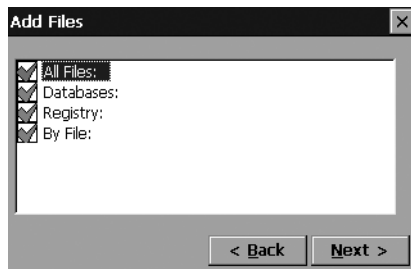 Add Files
All Files:
Databases:
Registry:
By File:
< Back
Next >